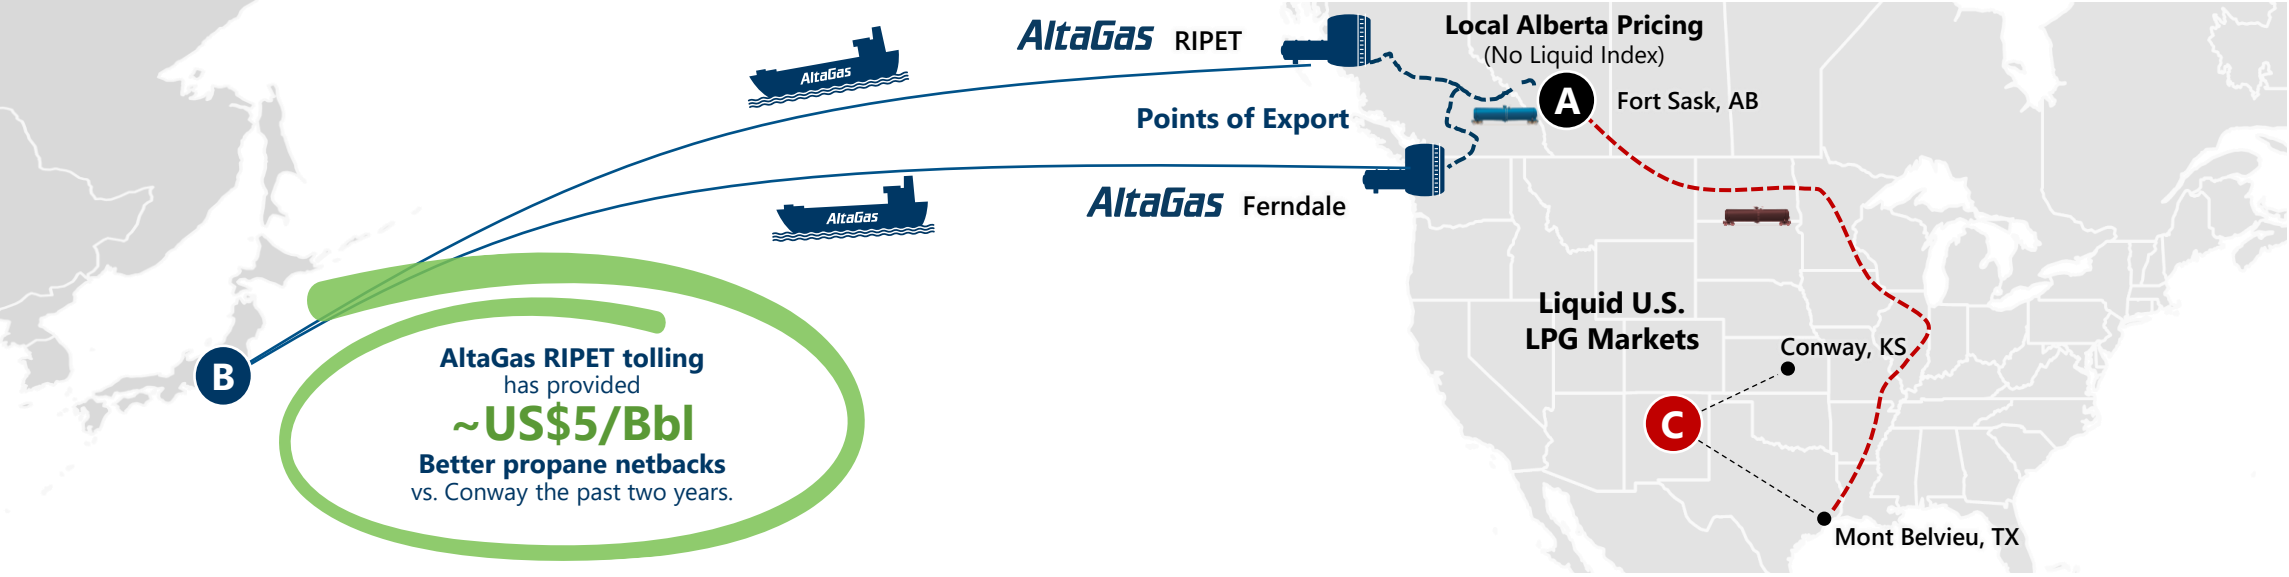 AltaGas RIPET
Local Alberta Pricing
(No Liquid Index)
AltaGas
A
Fort Sask, AB
Points of Export
AltaGas Ferndale
AltaGas
Liquid U.S.
LPG Markets
Conway, KS
B
AltaGas RIPET tolling
has provided
~US$5/Bbl
Better propane netbacks
vs. Conway the past two years.
C
Mont Belvieu, TX